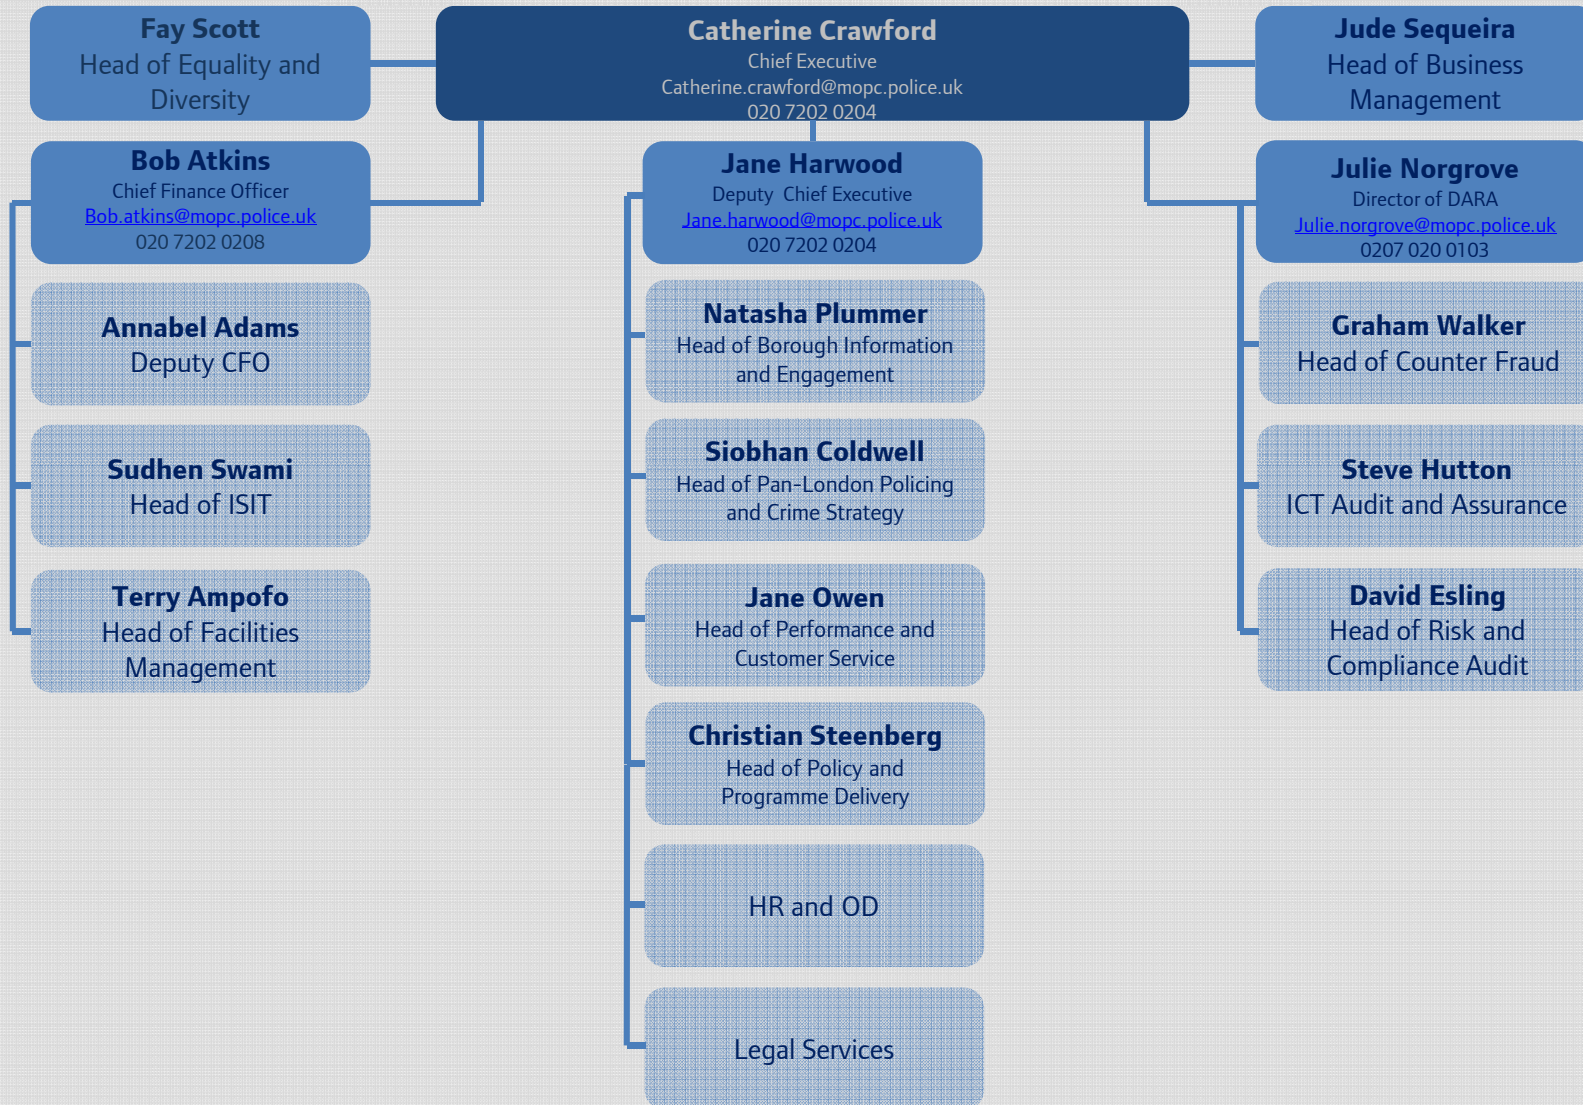 Fay Scott
Head of Equality and
Diversity
Catherine Crawford
Chief Executive
Catherine.crawford@mopc.police.uk
020 7202 0204
Jude Sequeira
Head of Business
Management
Bob Atkins
Chief Finance Officer
Bob.atkins@mopc.police.uk
020 7202 0208
Jane Harwood
Deputy  Chief Executive
Jane.harwood@mopc.police.uk
020 7202 0204
Julie Norgrove
Director of DARA
Julie.norgrove@mopc.police.uk
0207 020 0103
Annabel Adams
Deputy CFO
Sudhen Swami
Head of ISIT
Terry Ampofo
Head of Facilities
Management
Natasha Plummer
Head of Borough Information
and Engagement
Siobhan Coldwell
Head of Pan-London Policing
and Crime Strategy
Jane Owen
Head of Performance and
Customer Service
Christian Steenberg
Head of Policy and
Programme Delivery
HR and OD
Legal Services
Graham Walker
Head of Counter Fraud
Steve Hutton
ICT Audit and Assurance
David Esling
Head of Risk and
Compliance Audit